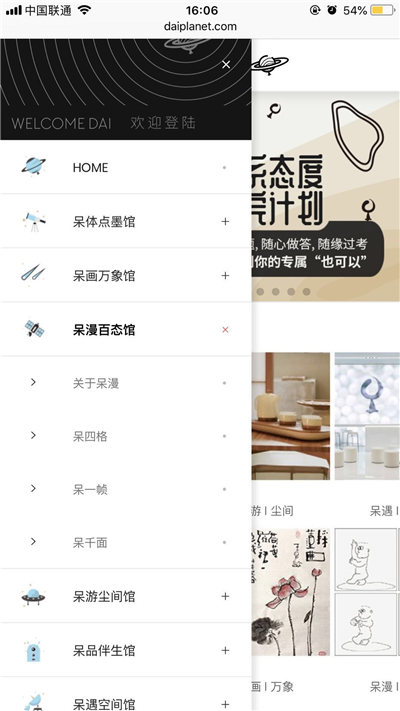 中国联通
16:06
54%
daiplanet.com
×
WELCOME DAI 欢迎登陆
HOME
呆体点墨馆 +
呆画万象馆 +
呆漫百态馆 ×
关于呆漫
呆四格
呆一帧
呆千面
呆游尘间馆 +
呆品伴生馆 +
呆遇空间馆 +
系态度
计划
随心做答, 随缘过考
你的专属“也可以”
游 | 尘间
呆遇 |
画 | 万象
呆漫 |